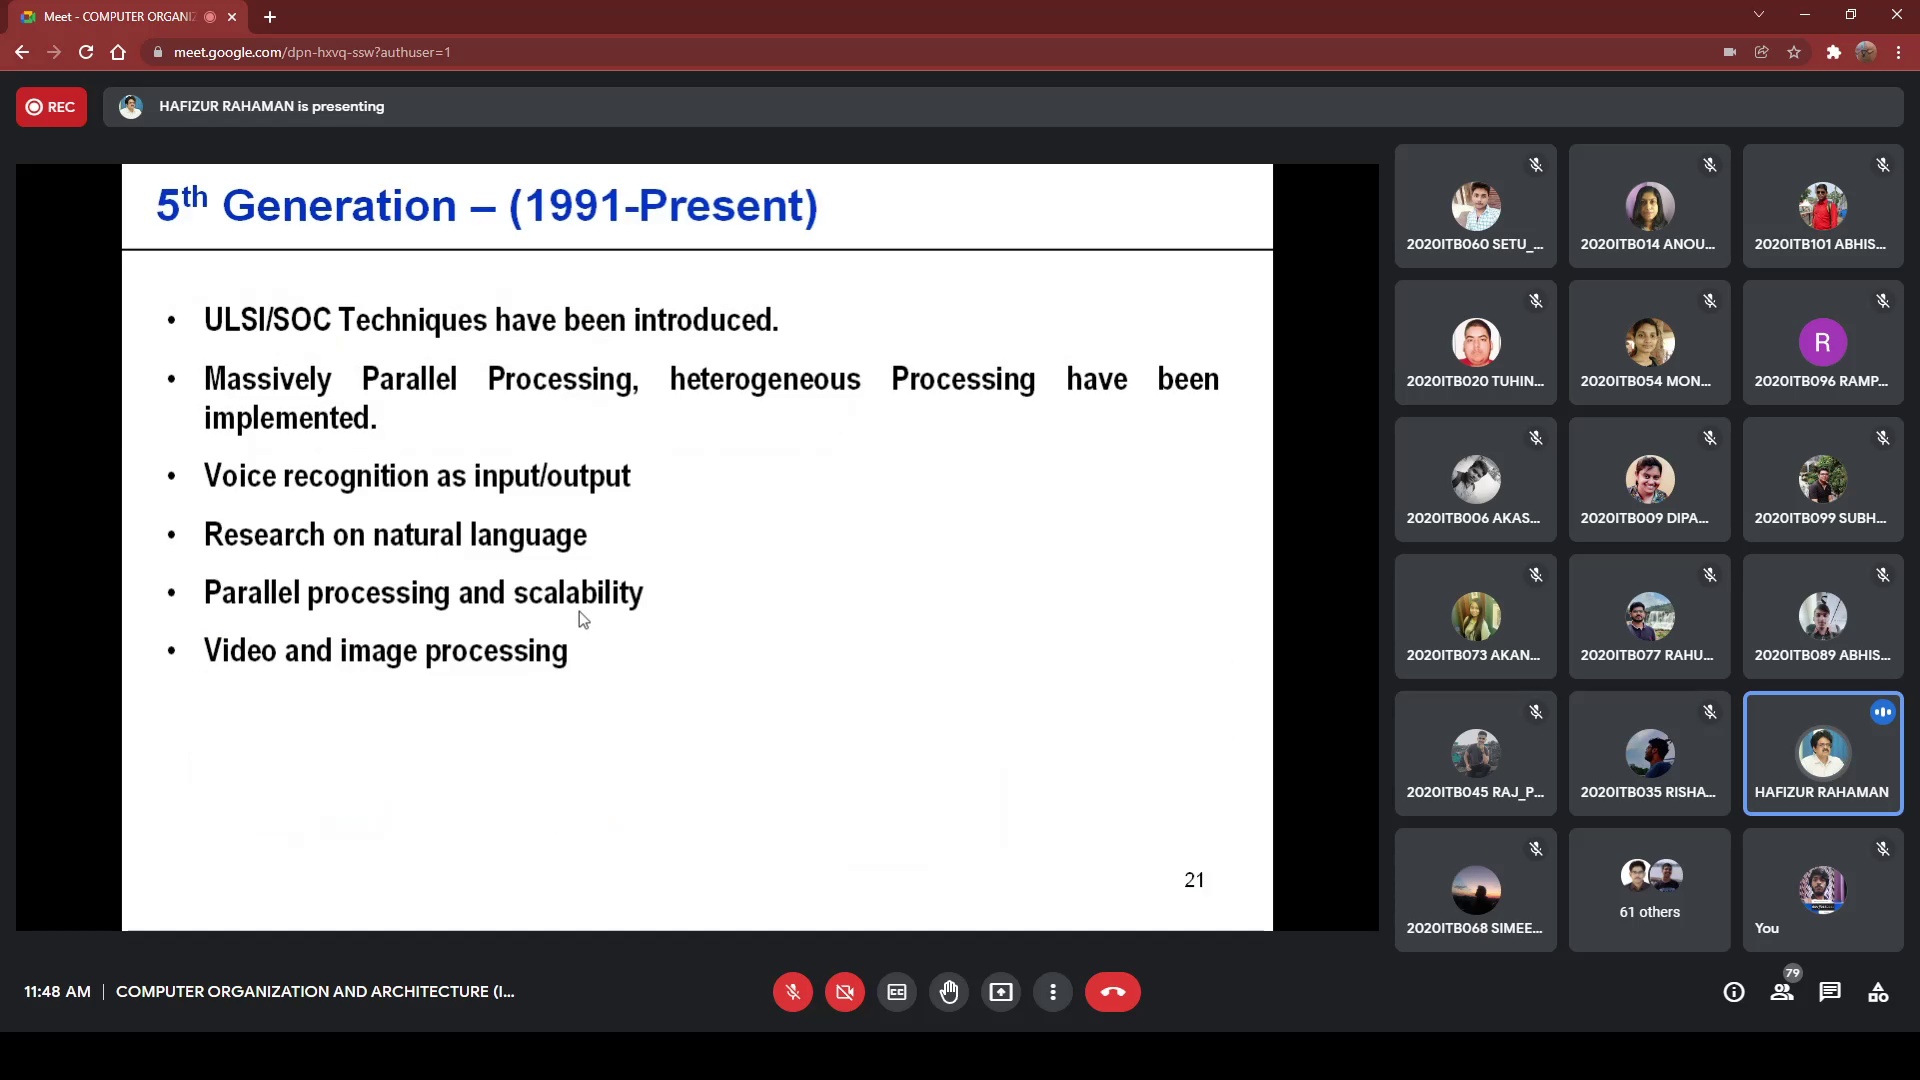 Meet - COMPUTER ORGANIZ
meet.google.com/dpn-hxvq-ssw?authuser=1
REC
HAFIZUR RAHAMAN is presenting
5th Generation – (1991-Present)
• ULSI/SOC Techniques have been introduced.
• Massively Parallel Processing, heterogeneous Processing have been
implemented.
• Voice recognition as input/output
• Research on natural language
• Parallel processing and scalability
• Video and image processing
21
2020ITB060 SETU_...
2020ITB014 ANOU...
2020ITB101 ABHIS...
2020ITB020 TUHIN...
2020ITB054 MON...
R
2020ITB096 RAMP...
2020ITB006 AKAS...
2020ITB009 DIPA...
2020ITB099 SUBH...
2020ITB073 AKAN...
2020ITB077 RAHU...
2020ITB089 ABHIS...
2020ITB045 RAJ_P...
2020ITB035 RISHA...
HAFIZUR RAHAMAN
2020ITB068 SIMEE...
61 others
You
11:48 AM | COMPUTER ORGANIZATION AND ARCHITECTURE (I...
79